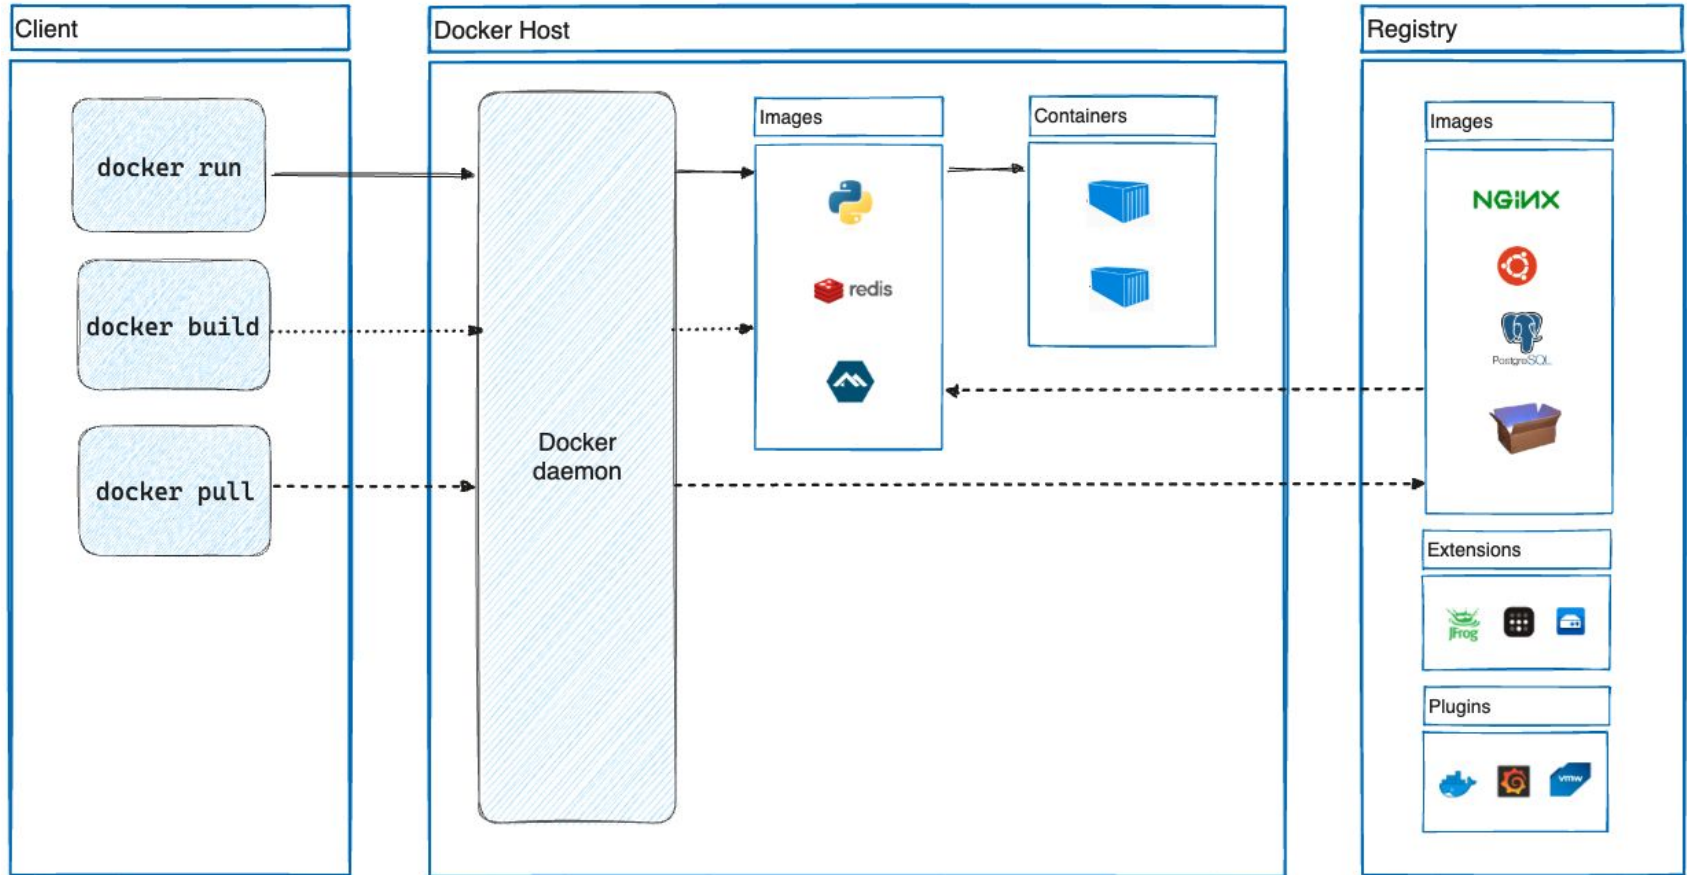 Client
docker run
docker build
docker pull
Docker Host
Docker
daemon
Images
redis
Containers
Registry
Images
NGINX
PostgreSQL
Extensions
JFrog
Plugins
vmw